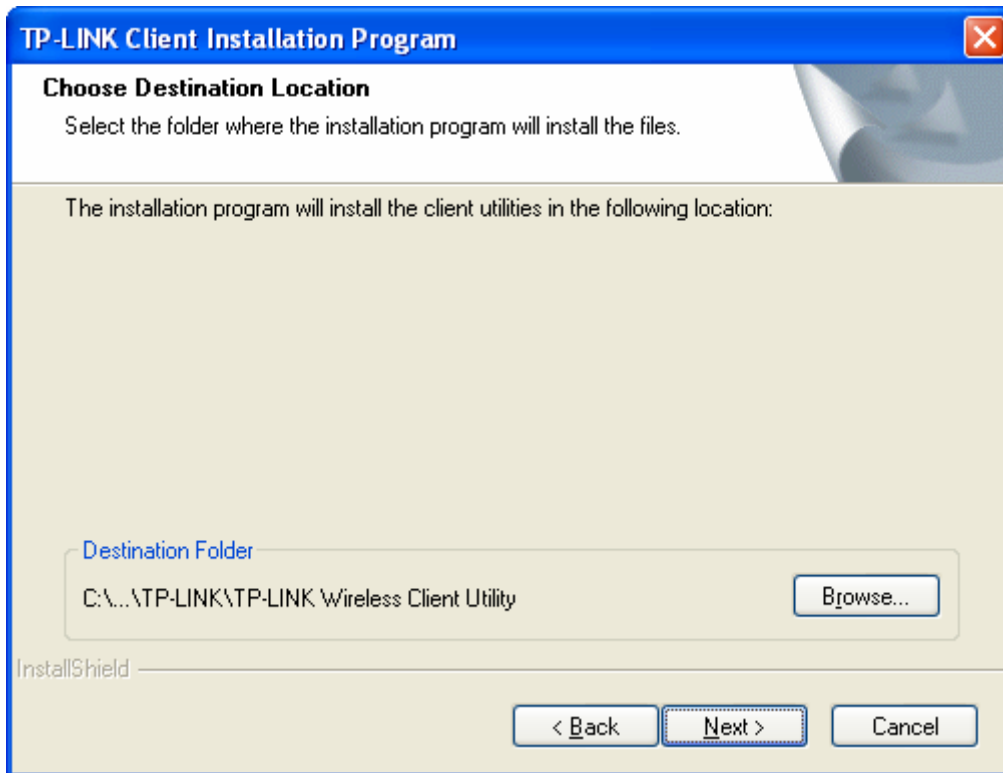 TP-LINK Client Installation Program
Choose Destination Location
Select the folder where the installation program will install the files.
The installation program will install the client utilities in the following location:
Destination Folder
C:\...\TP-LINK\TP-LINK Wireless Client Utility
Browse...
InstallShield
< Back
Next >
Cancel